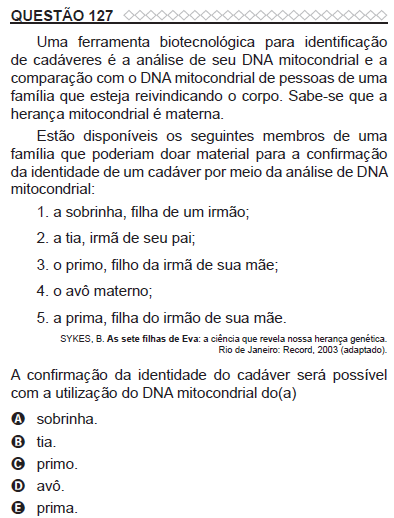 QUESTÃO 127
Uma ferramenta biotecnológica para identificação
de cadáveres é a análise de seu DNA mitocondrial e a
comparação com o DNA mitocondrial de pessoas de uma
família que esteja reivindicando o corpo. Sabe-se que a
herança mitocondrial é materna.
Estão disponíveis os seguintes membros de uma
família que poderiam doar material para a confirmação
da identidade de um cadáver por meio da análise de DNA
mitocondrial:
1. a sobrinha, filha de um irmão;
2. a tia, irmã de seu pai;
3. o primo, filho da irmã de sua mãe;
4. o avô materno;
5. a prima, filha do irmão de sua mãe.
SYKES, B. As sete filhas de Eva: a ciência que revela nossa herança genética.
Rio de Janeiro: Record, 2003 (adaptado).
A confirmação da identidade do cadáver será possível
com a utilização do DNA mitocondrial do(a)
A sobrinha.
B tia.
C primo.
D avô.
E prima.